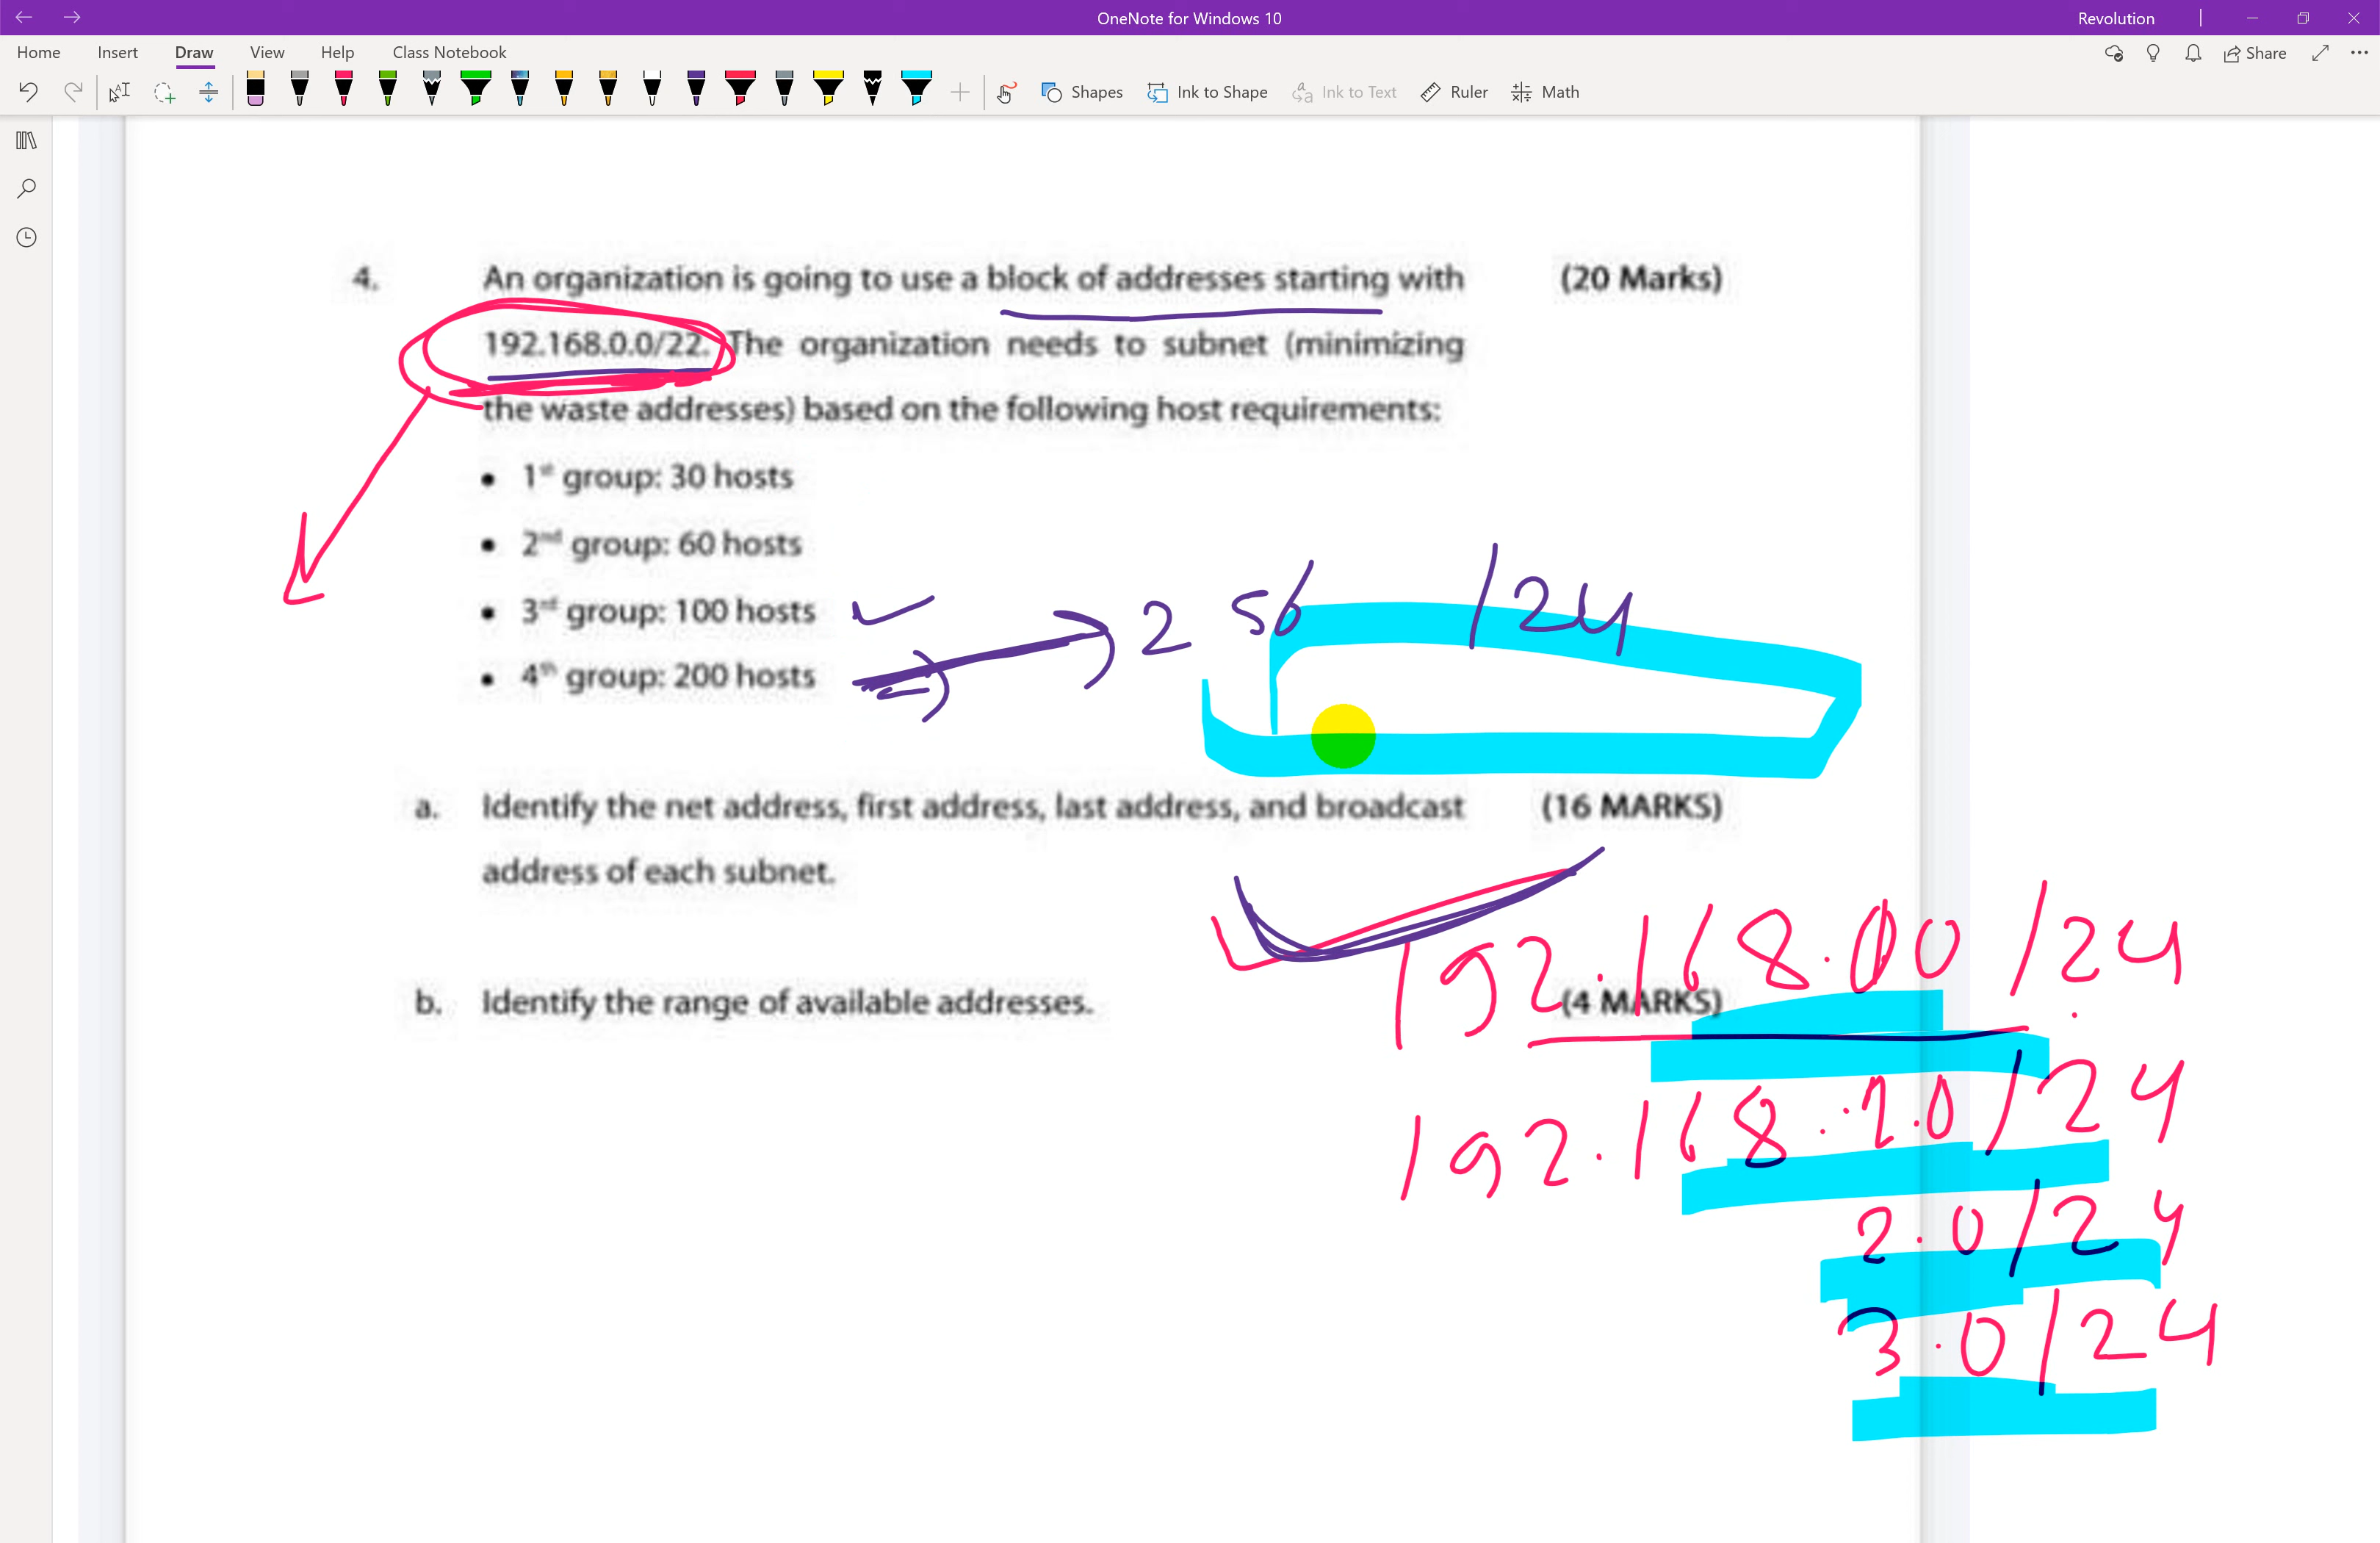 OneNote for Windows 10
Revolution
Home Insert Draw View Help Class Notebook
Share
Shapes Ink to Shape Ink to Text Ruler Math
4. An organization is going to use a block of addresses starting with (20 Marks)
192.168.0.0/22. The organization needs to subnet (minimizing
the waste addresses) based on the following host requirements:
• 1st group: 30 hosts
• 2nd group: 60 hosts
• 3rd group: 100 hosts
• 4th group: 200 hosts
256 /24
a. Identify the net address, first address, last address, and broadcast (16 MARKS)
address of each subnet.
192.168.00 /24
b. Identify the range of available addresses. (4 MARKS)
192.168.1.0/24
2.0/24
3.0/24